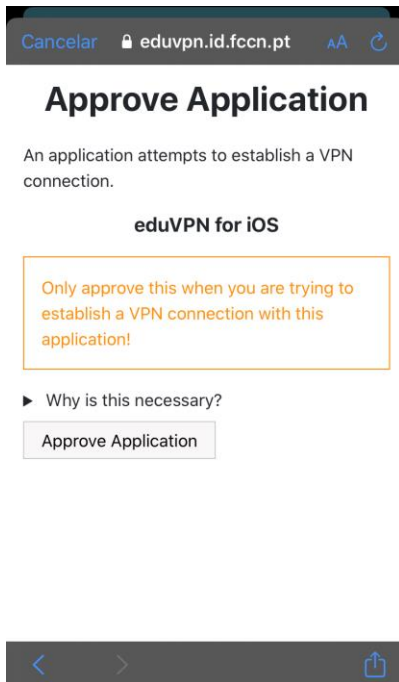 Cancelar eduvpn.id.fccn.pt AA
Approve Application
An application attempts to establish a VPN
connection.
eduVPN for iOS
Only approve this when you are trying to
establish a VPN connection with this
application!
Why is this necessary?
Approve Application